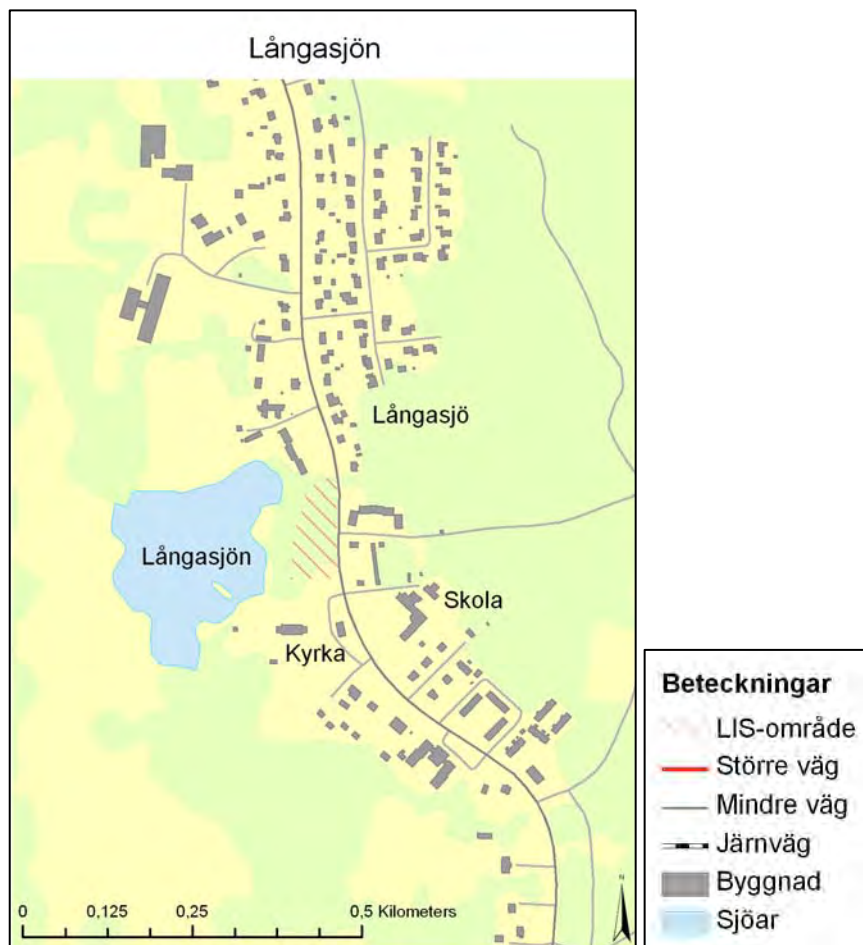 Långasjön
Långasjö
Långasjön
Skola
Kyrka
N
0 0,125 0,25 0,5 Kilometers
Beteckningar
LIS-område
Större väg
Mindre väg
Järnväg
Byggnad
Sjöar